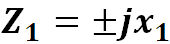 Z₁ = ±jx₁